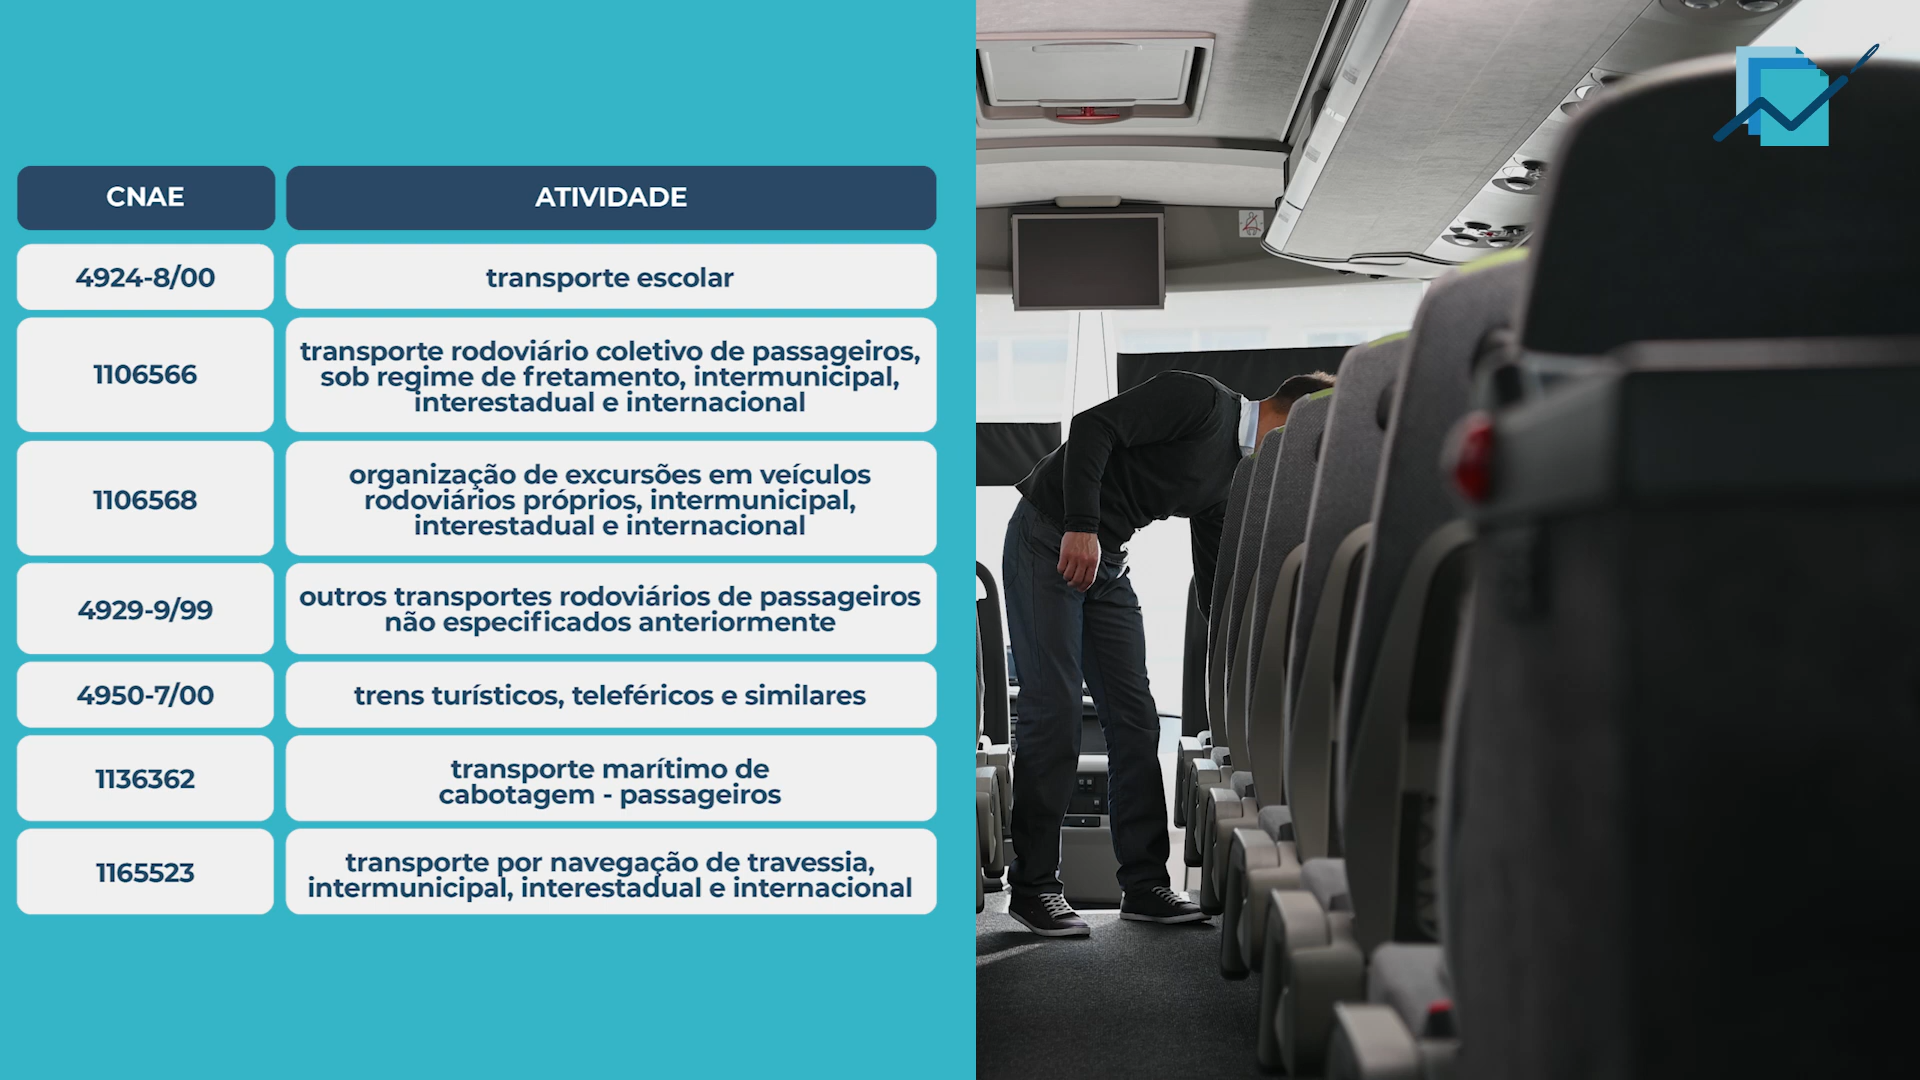 CNAE
ATIVIDADE
4924-8/00
transporte escolar
1106566
transporte rodoviário coletivo de passageiros,
sob regime de fretamento, intermunicipal,
interestadual e internacional
1106568
organização de excursões em veículos
rodoviários próprios, intermunicipal,
interestadual e internacional
4929-9/99
outros transportes rodoviários de passageiros
não especificados anteriormente
4950-7/00
trens turísticos, teleféricos e similares
1136362
transporte marítimo de
cabotagem - passageiros
1165523
transporte por navegação de travessia,
intermunicipal, interestadual e internacional